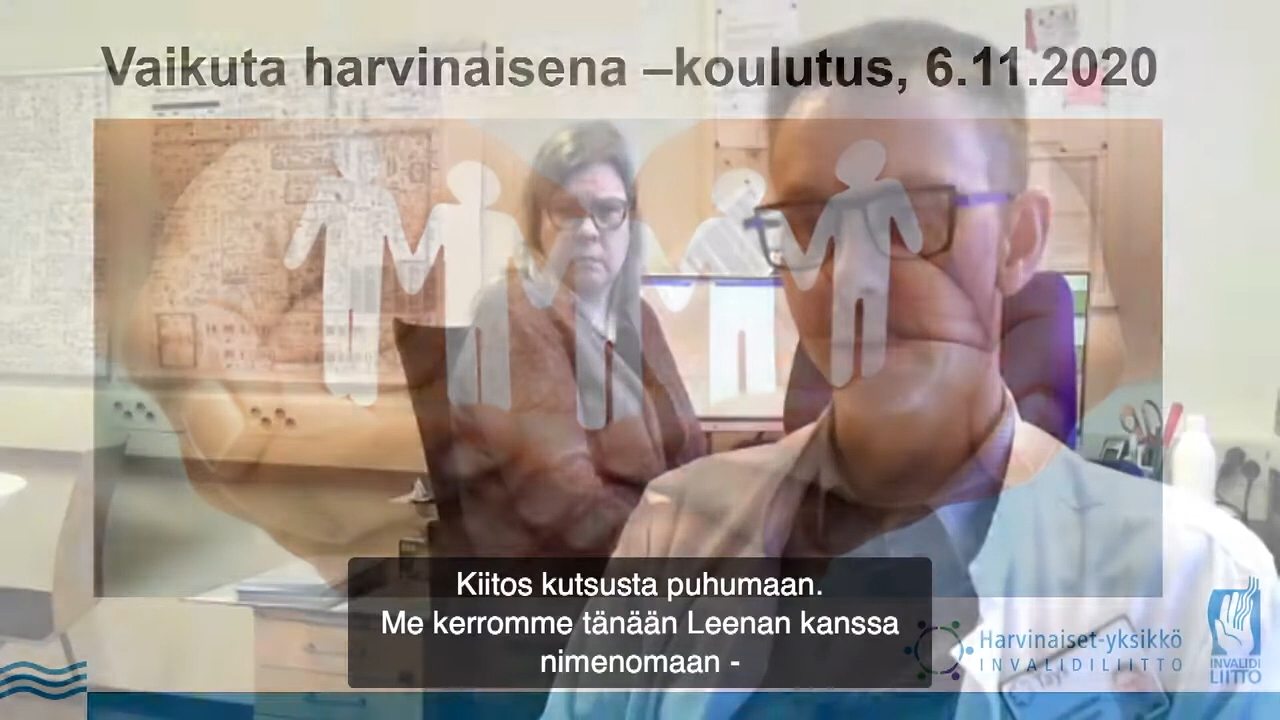 Vaikuta harvinaisena –koulutus, 6.11.2020
Kiitos kutsusta puhumaan.
Me kerromme tänään Leenan kanssa
nimenomaan -
Harvinaiset-yksikkö
INVALIDILIITTO
INVALIDI
LIITTO
Tays